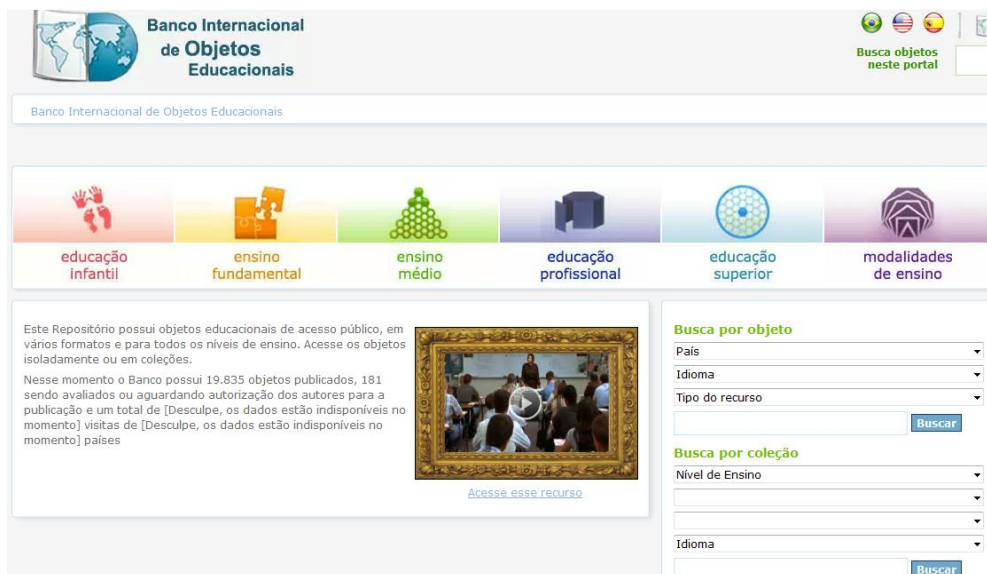 Banco Internacional
de Objetos
Educacionais
Busca objetos
neste portal
Banco Internacional de Objetos Educacionais
educação
infantil
ensino
fundamental
ensino
médio
educação
profissional
educação
superior
modalidades
de ensino
Este Repositório possui objetos educacionais de acesso público, em
vários formatos e para todos os níveis de ensino. Acesse os objetos
isoladamente ou em coleções.
Nesse momento o Banco possui 19.835 objetos publicados, 181
sendo avaliados ou aguardando autorização dos autores para a
publicação e um total de [Desculpe, os dados estão indisponíveis no
momento] visitas de [Desculpe, os dados estão indisponíveis no
momento] países
Acesse esse recurso
Busca por objeto
País
Idioma
Tipo do recurso
Buscar
Busca por coleção
Nível de Ensino
Idioma
Buscar